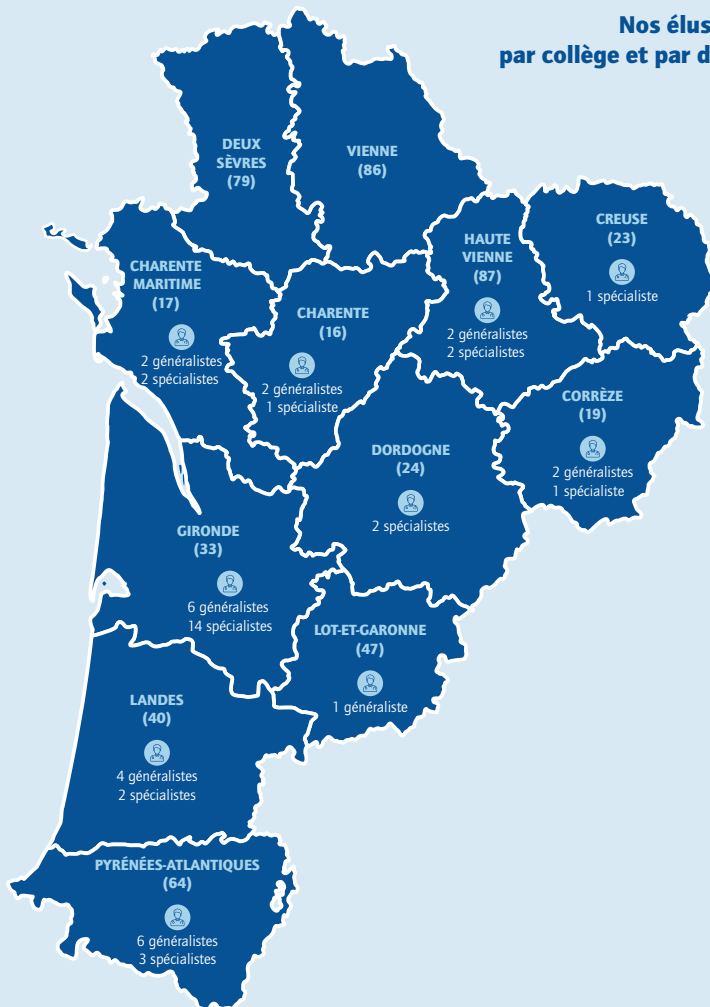 Nos élus
par collège et par d
DEUX
SÈVRES
(79)
VIENNE
(86)
CREUSE
(23)
1 spécialiste
HAUTE
VIENNE
(87)
2 généralistes
2 spécialistes
CHARENTE
MARITIME
(17)
2 généralistes
2 spécialistes
CHARENTE
(16)
2 généralistes
1 spécialiste
CORRÈZE
(19)
2 généralistes
1 spécialiste
DORDOGNE
(24)
2 spécialistes
GIRONDE
(33)
6 généralistes
14 spécialistes
LOT-ET-GARONNE
(47)
1 généraliste
LANDES
(40)
4 généralistes
2 spécialistes
PYRÉNÉES-ATLANTIQUES
(64)
6 généralistes
3 spécialistes